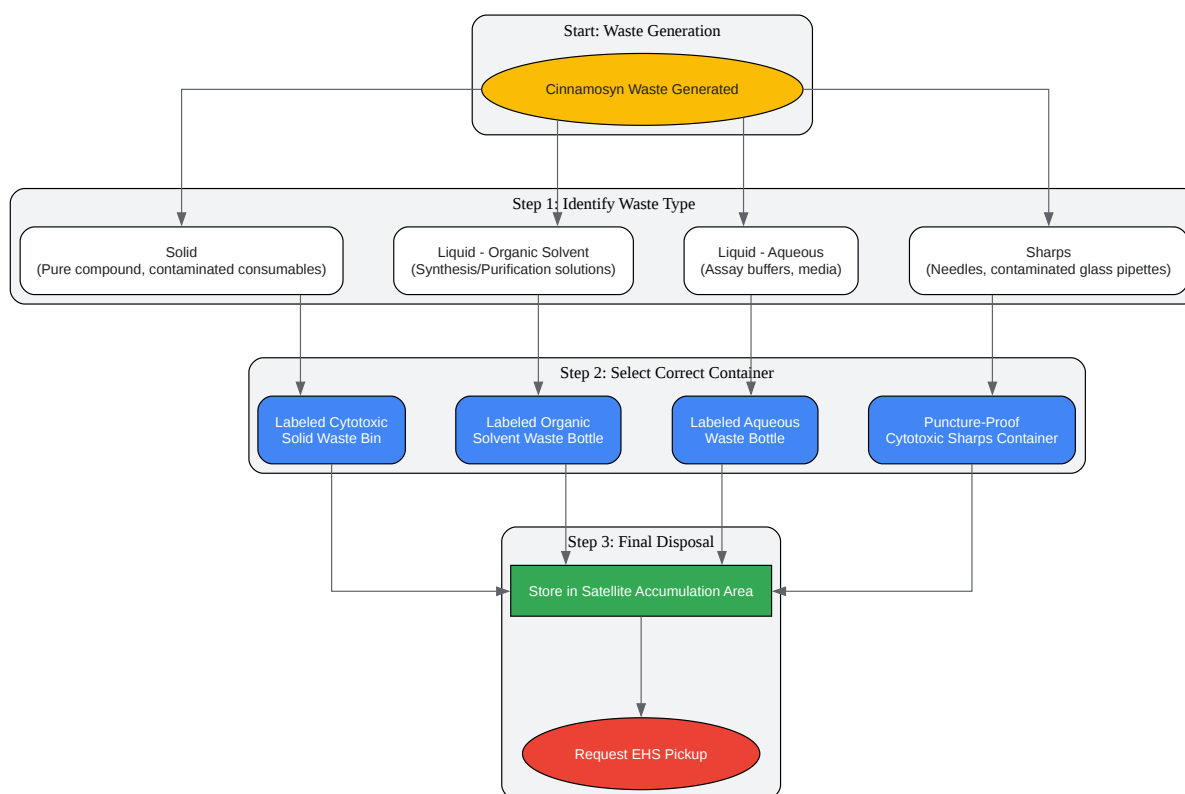 Start: Waste Generation
Cinnamosyn Waste Generated
Step 1: Identify Waste Type
Solid
(Pure compound, contaminated consumables)
Liquid - Organic Solvent
(Synthesis/Purification solutions)
Liquid - Aqueous
(Assay buffers, media)
Sharps
(Needles, contaminated glass pipettes)
Step 2: Select Correct Container
Labeled Cytotoxic
Solid Waste Bin
Labeled Organic
Solvent Waste Bottle
Labeled Aqueous
Waste Bottle
Puncture-Proof
Cytotoxic Sharps Container
Step 3: Final Disposal
Store in Satellite Accumulation Area
Request EHS Pickup